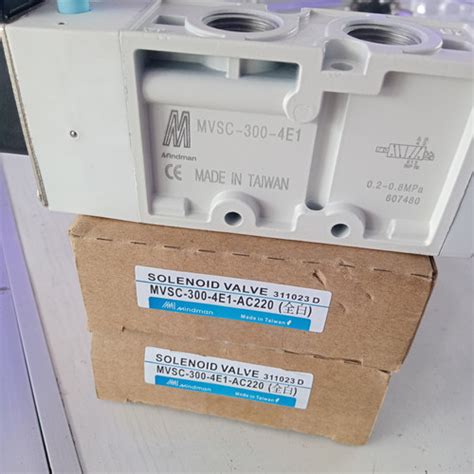 MVSC-300-4E1
Mindman
CE MADE IN TAIWAN
0.2-0.8MPa
607480
SOLENOID VALVE 311023 D
MVSC-300-4E1-AC220 (全白)
Mindman Made in Taiwan
SOLENOID VALVE 311023 D
MVSC-300-4E1-AC220 (全白)
Mindman Made in Taiwan